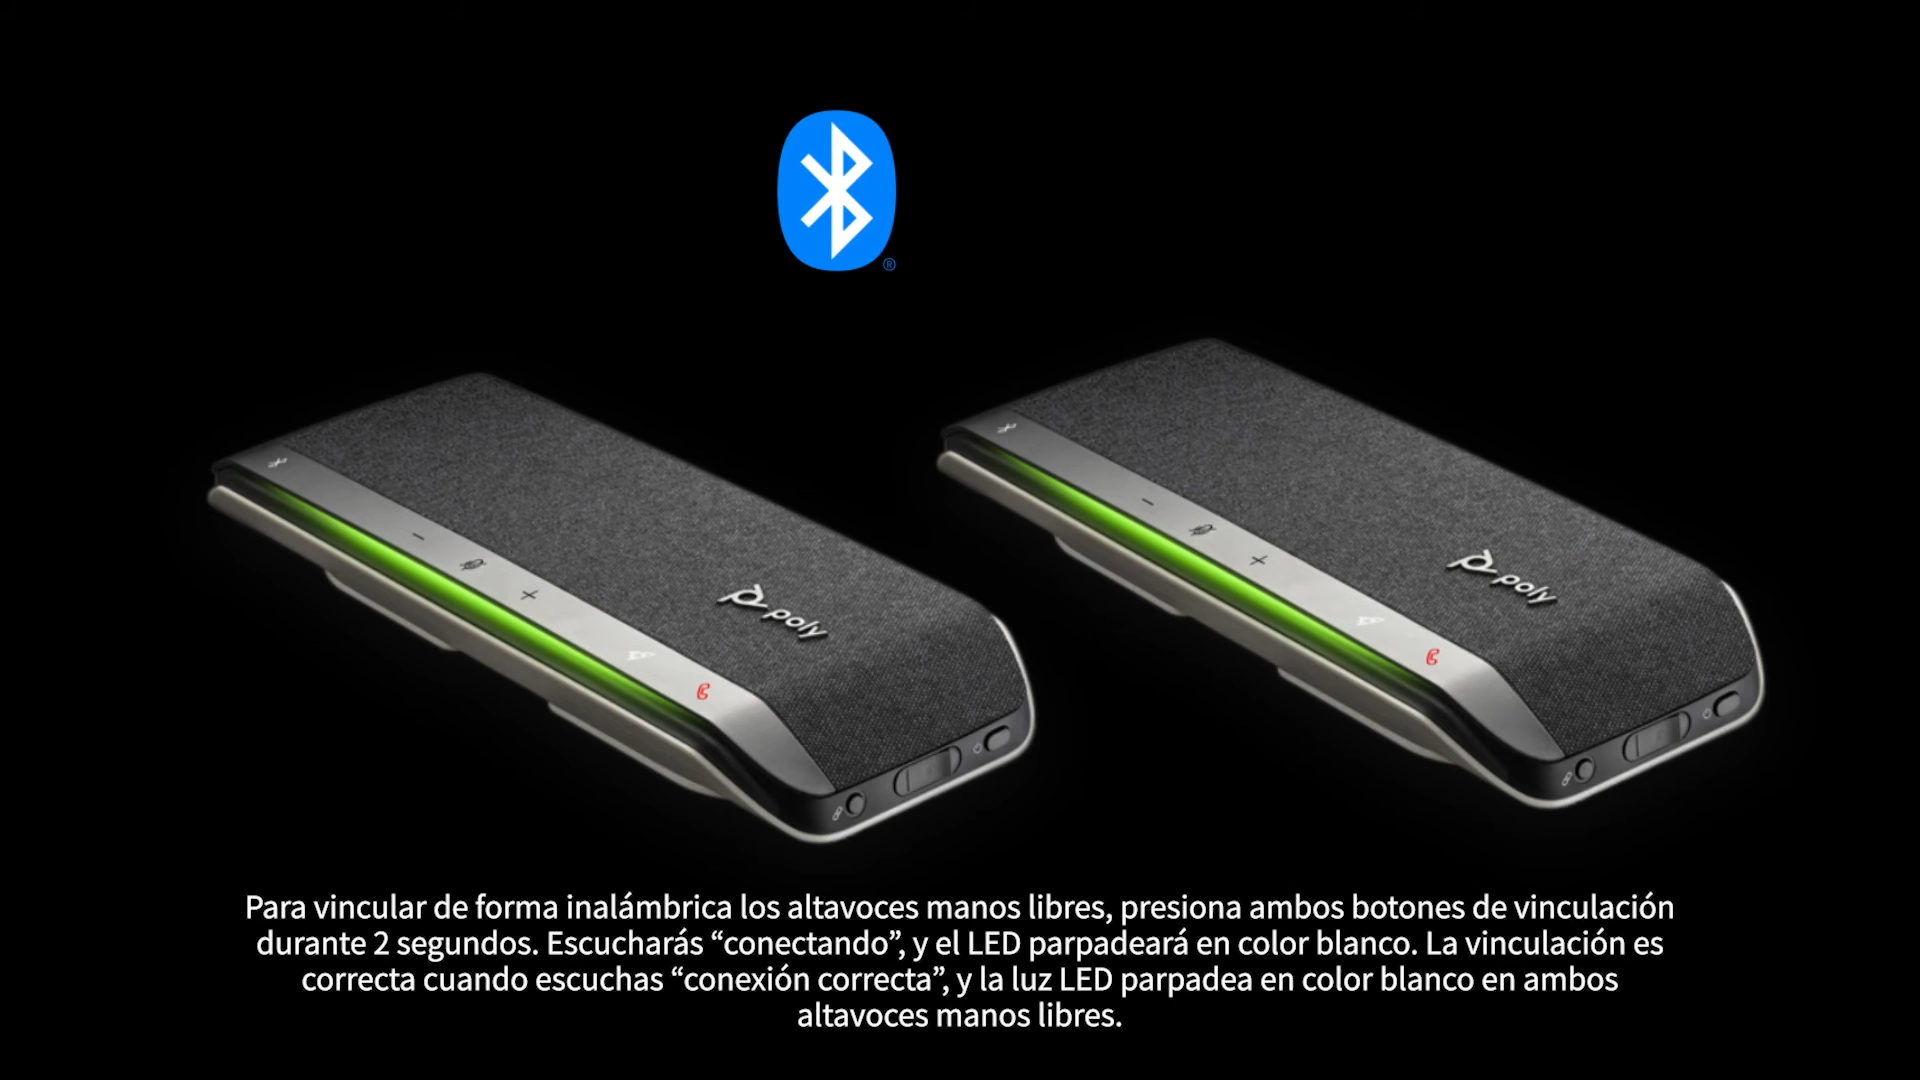 ®
poly
poly
Para vincular de forma inalámbrica los altavoces manos libres, presiona ambos botones de vinculación
durante 2 segundos. Escucharás “conectando”, y el LED parpadeará en color blanco. La vinculación es
correcta cuando escuchas “conexión correcta”, y la luz LED parpadea en color blanco en ambos
altavoces manos libres.